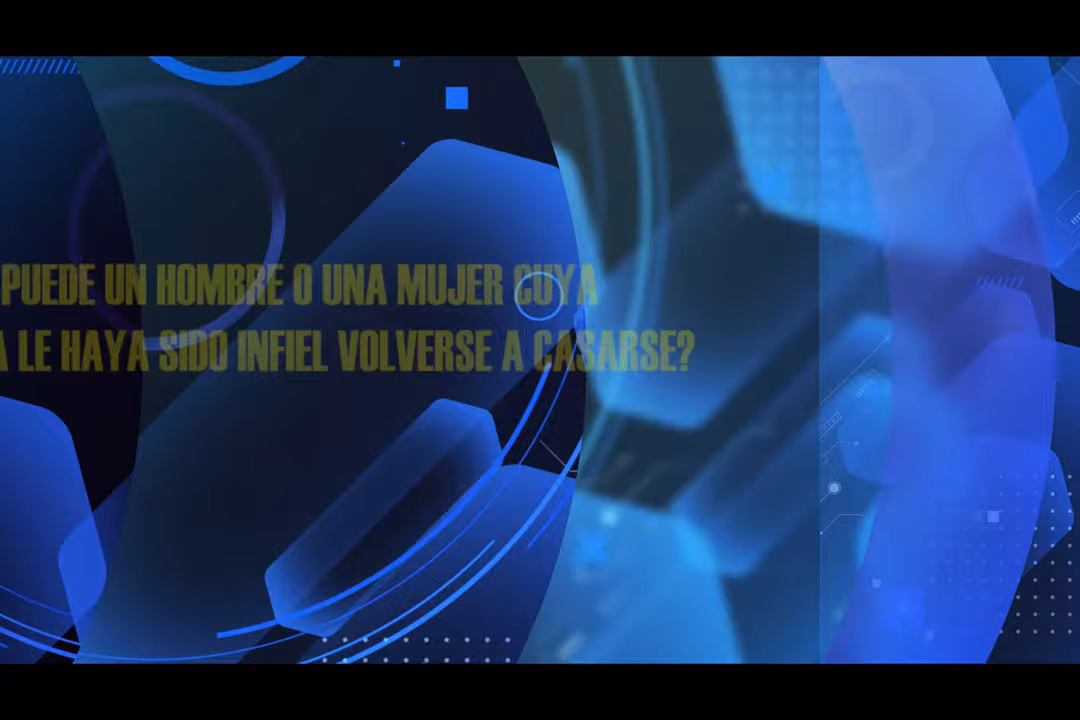 PUEDE UN HOMBRE O UNA MUJER CUYA
A LE HAYA SIDO INFIEL VOLVERSE A CASARSE?